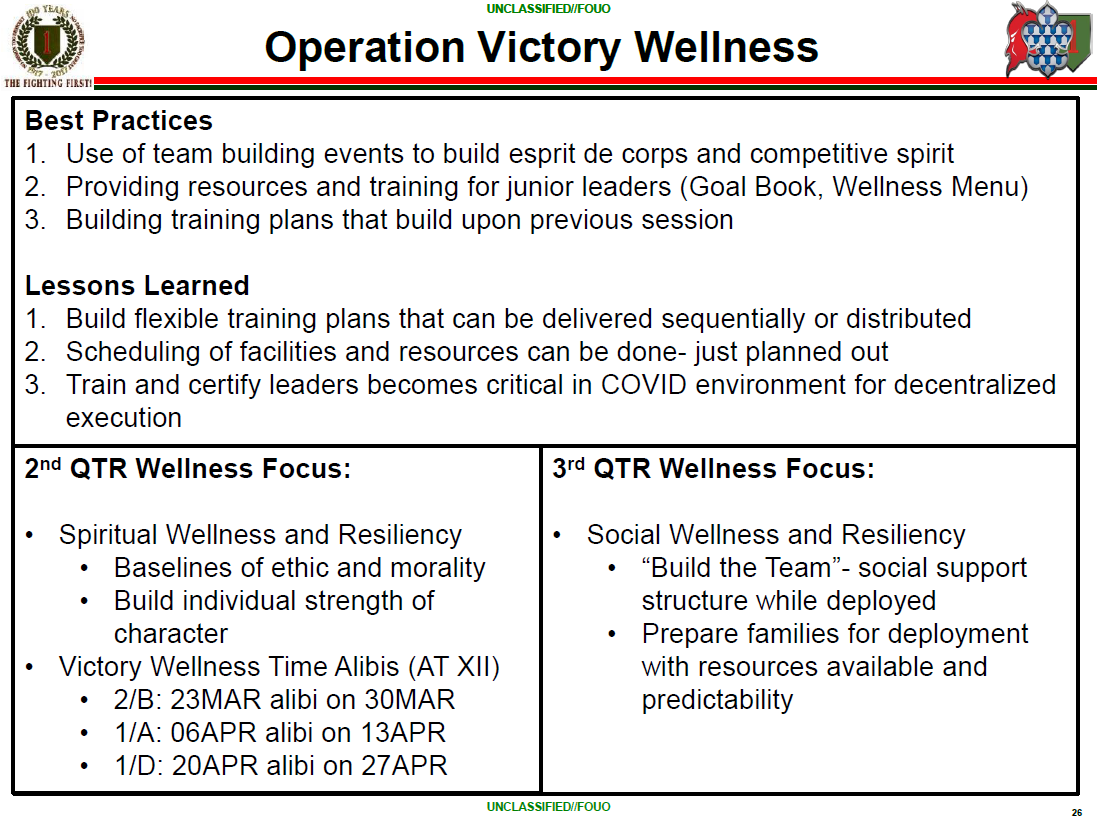 UNCLASSIFIED//FOUO
100 YEARS
1
1917 - 2017
THE FIGHTING FIRST!
Operation Victory Wellness
1
Best Practices
1. Use of team building events to build esprit de corps and competitive spirit
2. Providing resources and training for junior leaders (Goal Book, Wellness Menu)
3. Building training plans that build upon previous session
Lessons Learned
1. Build flexible training plans that can be delivered sequentially or distributed
2. Scheduling of facilities and resources can be done- just planned out
3. Train and certify leaders becomes critical in COVID environment for decentralized
execution
2nd QTR Wellness Focus:
• Spiritual Wellness and Resiliency
• Baselines of ethic and morality
• Build individual strength of
character
• Victory Wellness Time Alibis (AT XII)
• 2/B: 23MAR alibi on 30MAR
• 1/A: 06APR alibi on 13APR
• 1/D: 20APR alibi on 27APR
3rd QTR Wellness Focus:
• Social Wellness and Resiliency
• “Build the Team”- social support
structure while deployed
• Prepare families for deployment
with resources available and
predictability
UNCLASSIFIED//FOUO
26